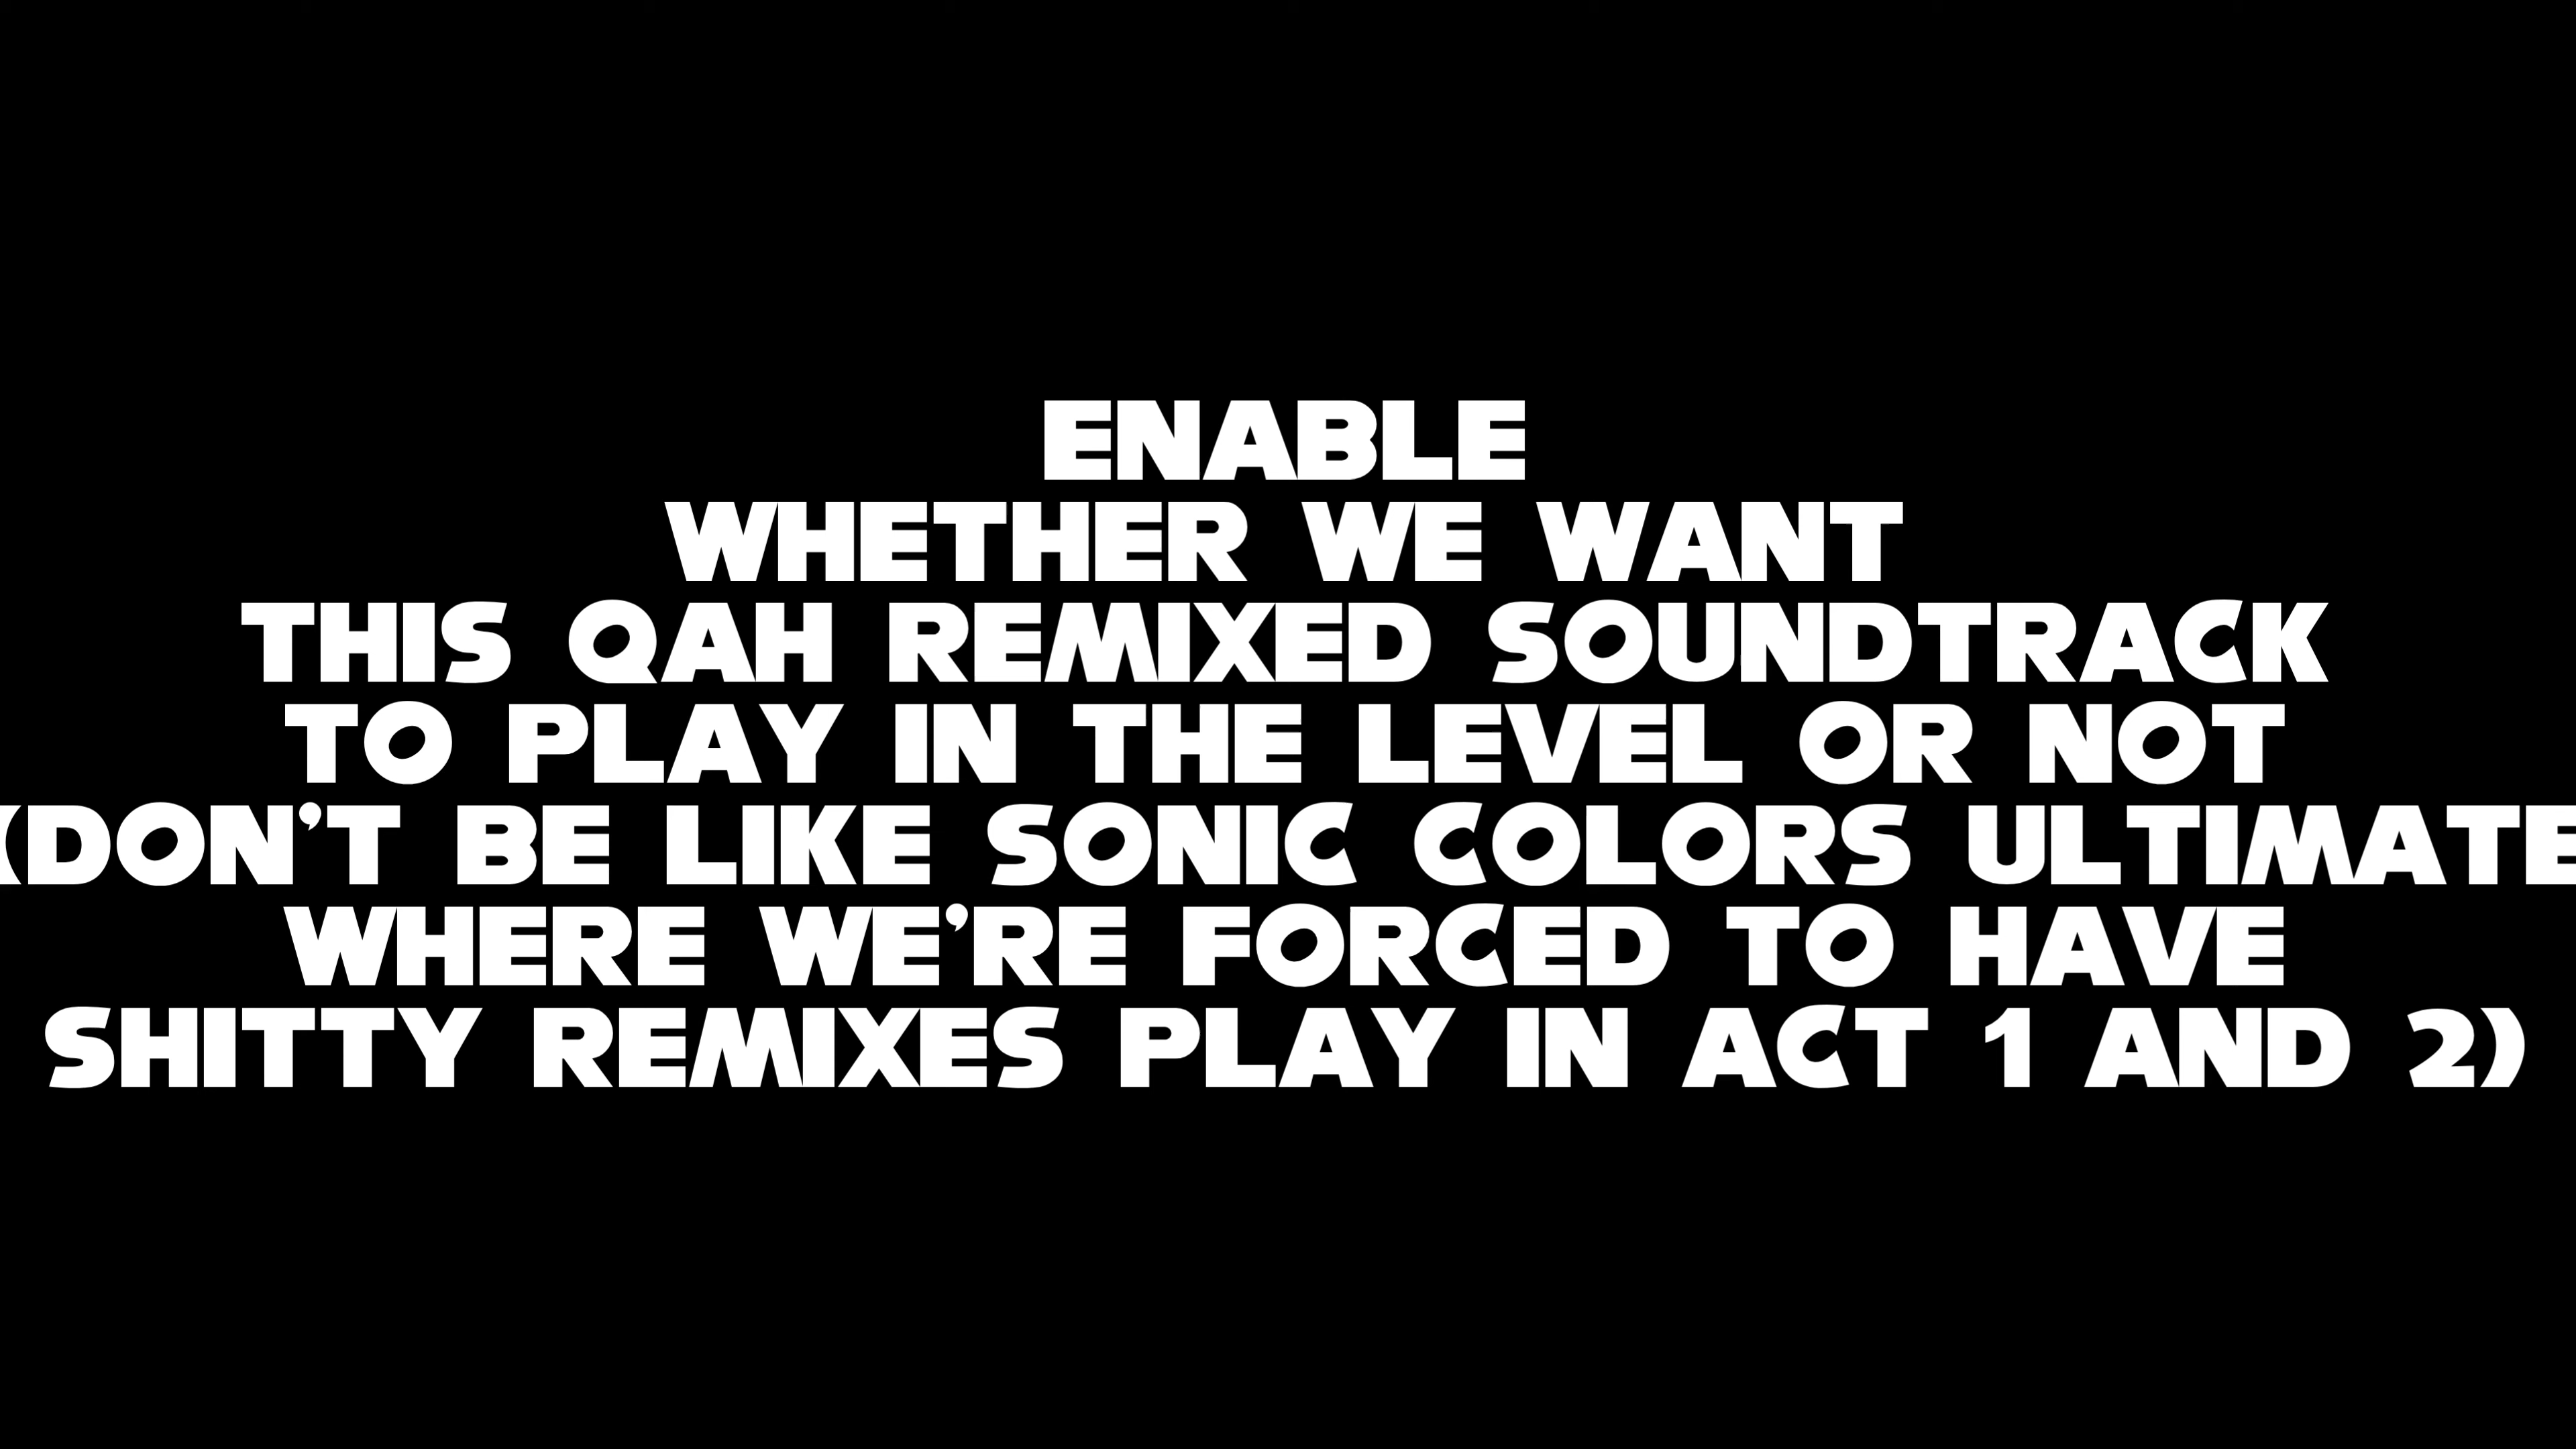 ENABLE
WHETHER WE WANT
THIS QAH REMIXED SOUNDTRACK
TO PLAY IN THE LEVEL OR NOT
(DON'T BE LIKE SONIC COLORS ULTIMATE
WHERE WE'RE FORCED TO HAVE
SHITTY REMIXES PLAY IN ACT 1 AND 2)